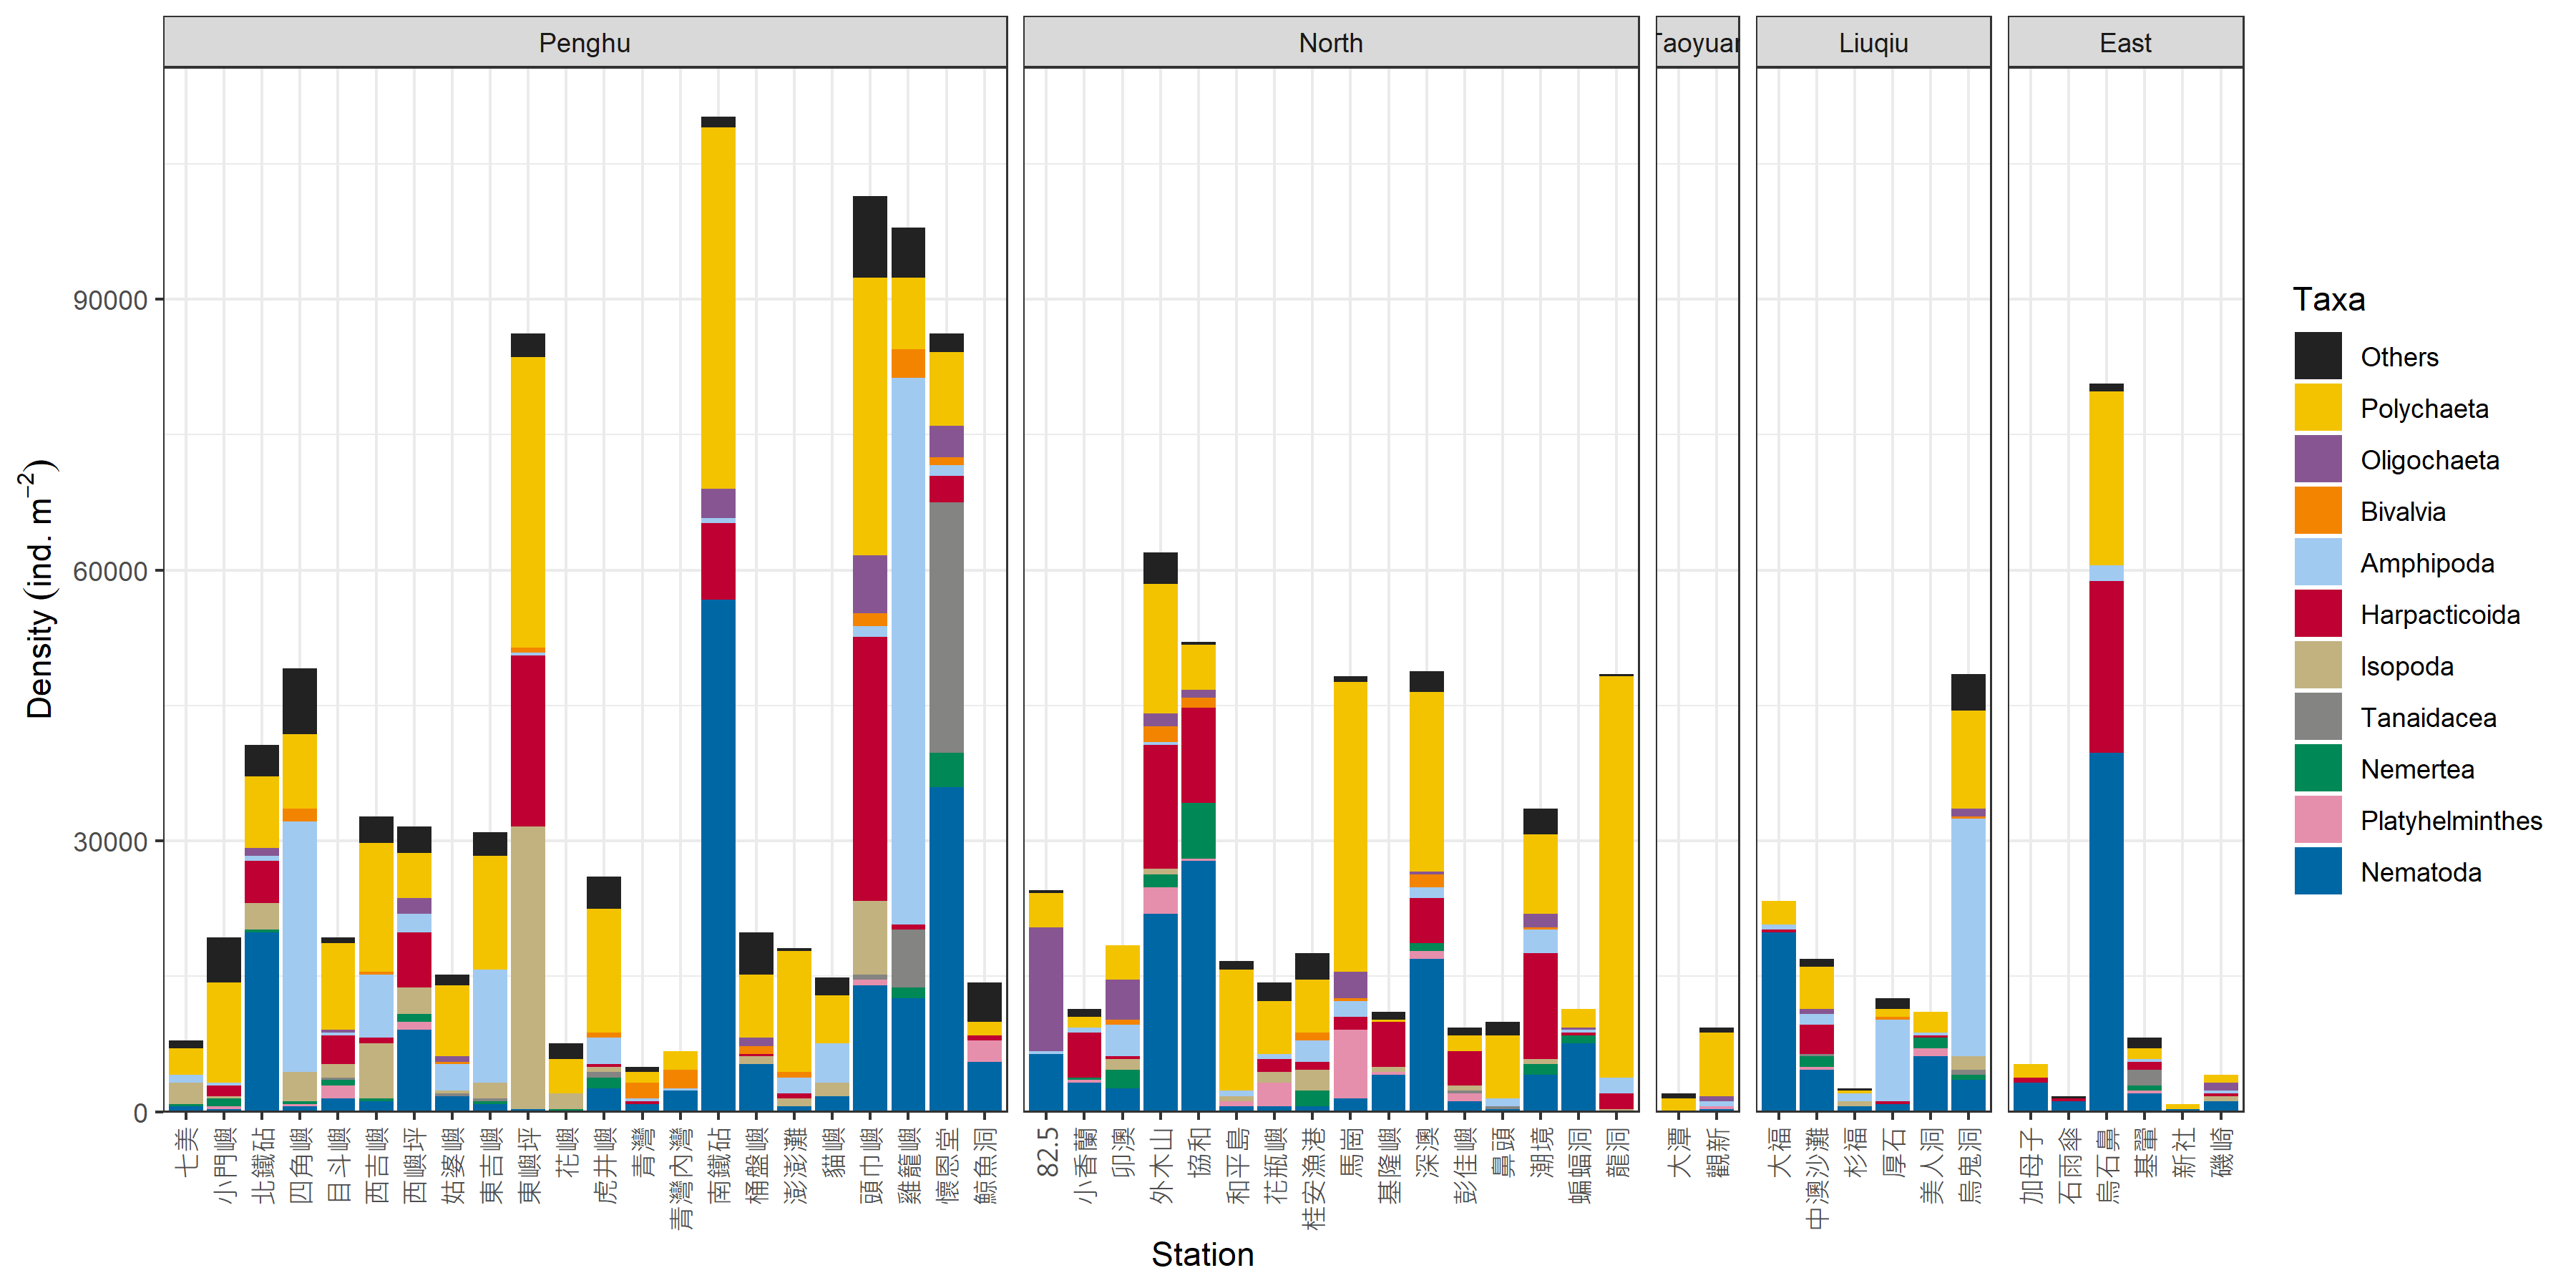 Penghu
North
Taoyuan
Liuqiu
East
Density (ind. m⁻²)
90000
60000
30000
0
七美
小門嶼
北鐵砧
四角嶼
目斗嶼
西吉嶼
西嶼坪
姑婆嶼
東吉嶼
東嶼坪
花嶼
虎井嶼
青灣
青灣內灣
南鐵砧
桶盤嶼
澎澎灘
貓嶼
頭巾嶼
雞籠嶼
懷恩堂
鯨魚洞
82.5
小香蘭
卯澳
外木山
協和
和平島
花瓶嶼
桂安漁港
馬崗
基隆嶼
深澳
彭佳嶼
鼻頭
潮境
蝙蝠洞
龍洞
大潭
觀新
大福
中澳沙灘
杉福
厚石
美人洞
烏鬼洞
加母子
石雨傘
烏石鼻
基翬
新社
磯崎
Station
Taxa
Others
Polychaeta
Oligochaeta
Bivalvia
Amphipoda
Harpacticoida
Isopoda
Tanaidacea
Nemertea
Platyhelminthes
Nematoda